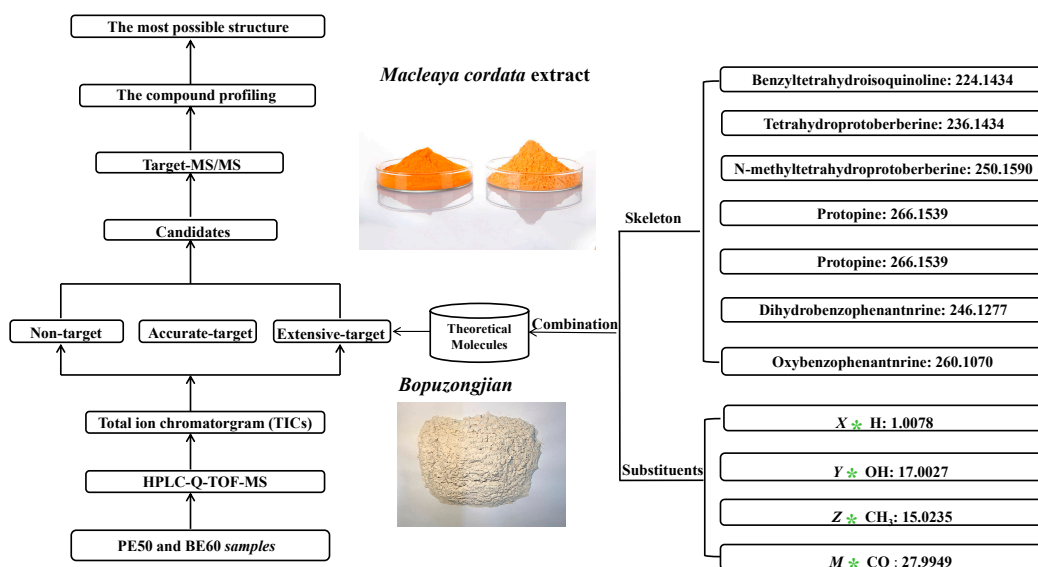 The most possible structure
The compound profiling
Target-MS/MS
Candidates
Non-target
Accurate-target
Extensive-target
Total ion chromatorgram (TICs)
HPLC-Q-TOF-MS
PE50 and BE60 samples
Macleaya cordata extract
Theoretical
Molecules
Bopuzongjian
Combination
Skeleton
Substituents
Benzyltetrahydroisoquinoline: 224.1434
Tetrahydroprotoberberine: 236.1434
N-methyltetrahydroprotoberberine: 250.1590
Protopine: 266.1539
Protopine: 266.1539
Dihydrobenzophenantnrine: 246.1277
Oxybenzophenantnrine: 260.1070
X * H: 1.0078
Y * OH: 17.0027
Z * CH₃: 15.0235
M * CO : 27.9949